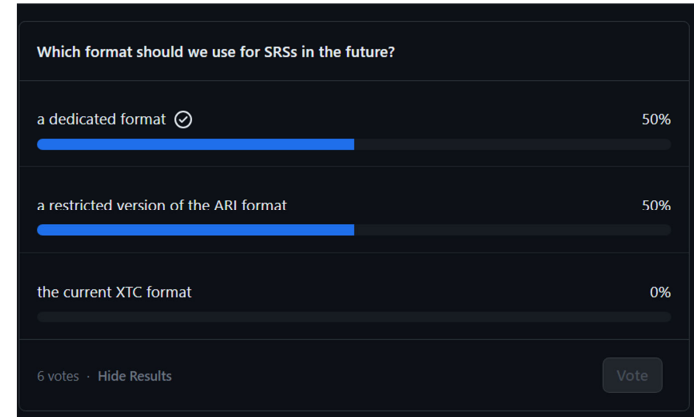 Which format should we use for SRSs in the future?
a dedicated format 50%
a restricted version of the ARI format 50%
the current XTC format 0%
6 votes · Hide Results Vote